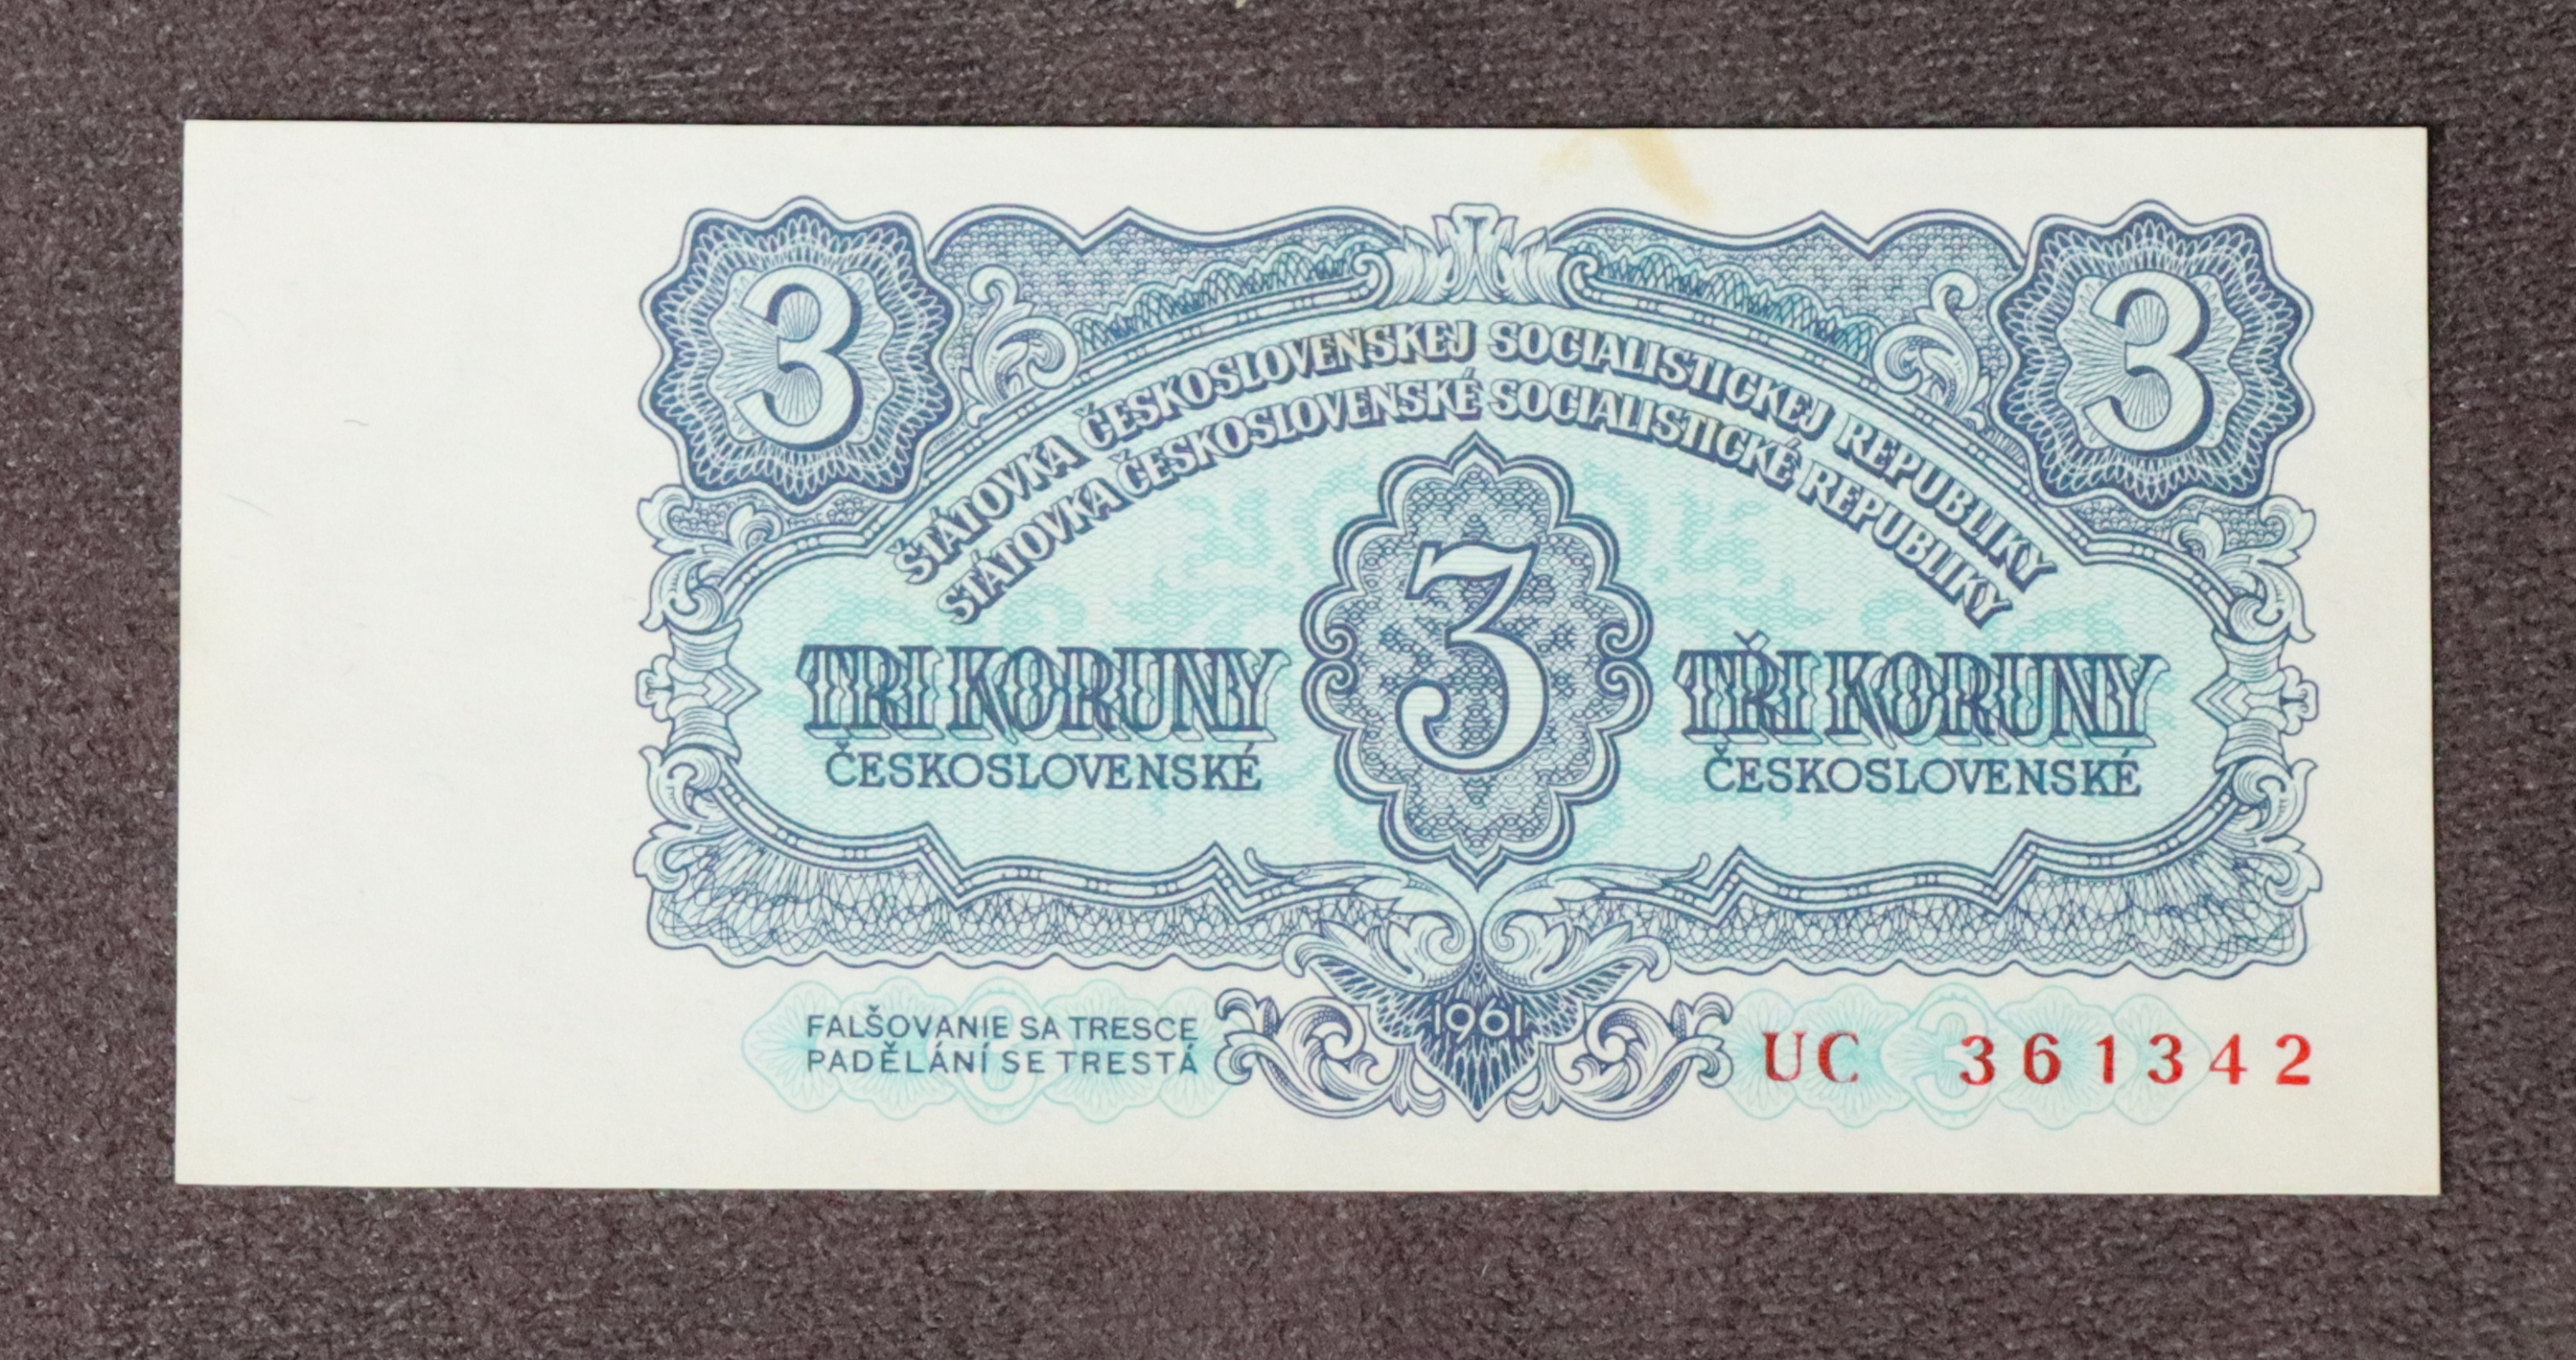 3
3
ŠTÁTOVKA ČESKOSLOVENSKEJ SOCIALISTICKEJ REPUBLIKY
STÁTOVKA ČESKOSLOVENSKÉ SOCIALISTICKÉ REPUBLIKY
TRI KORUNY
ČESKOSLOVENSKÉ
3
TŘI KORUNY
ČESKOSLOVENSKÉ
FALŠOVANIE SA TRESCE
PADĚLÁNÍ SE TRESTÁ
1961
UC 361342